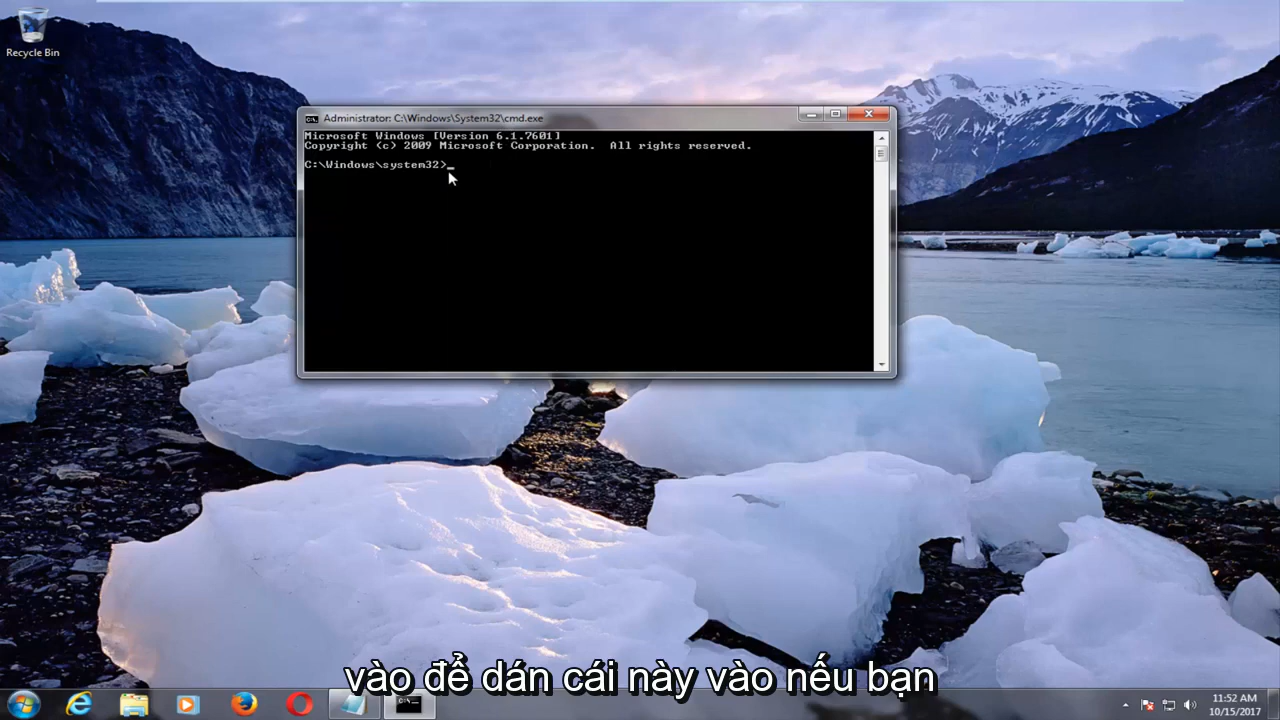 Recycle Bin
Administrator: C:\Windows\System32\cmd.exe
Microsoft Windows [Version 6.1.7601]
Copyright (c) 2009 Microsoft Corporation.  All rights reserved.
C:\Windows\system32>_
vào để dán cái này vào nếu bạn
11:52 AM
10/15/2017